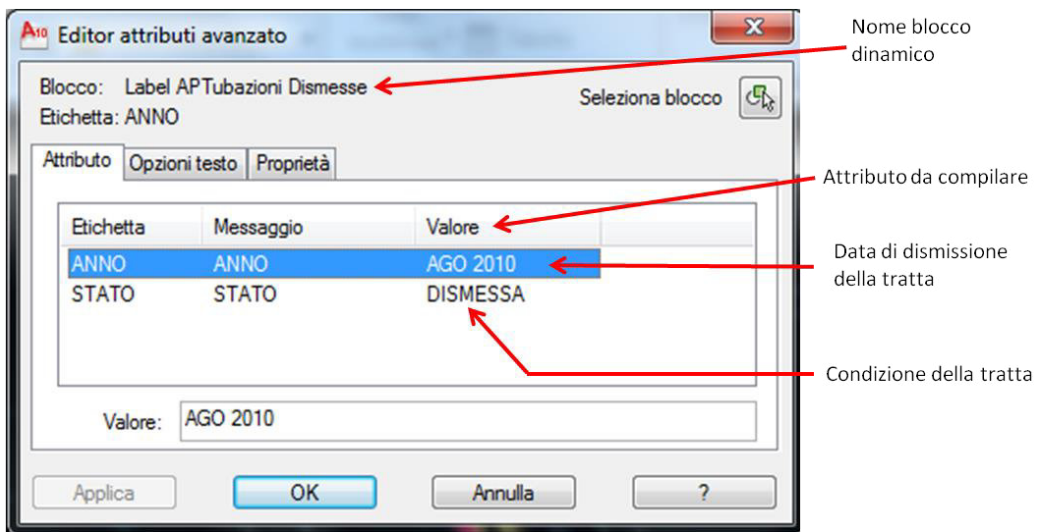 A10 Editor attributi avanzato
Nome blocco
dinamico
Blocco: Label APTubazioni Dismesse
Seleziona blocco
Etichetta: ANNO
Attributo Opzioni testo Proprietà
Attributo da compilare
Etichetta Messaggio Valore
ANNO ANNO AGO 2010
Data di dismissione
della tratta
STATO STATO DISMESSA
Condizione della tratta
Valore: AGO 2010
Applica OK Annulla ?